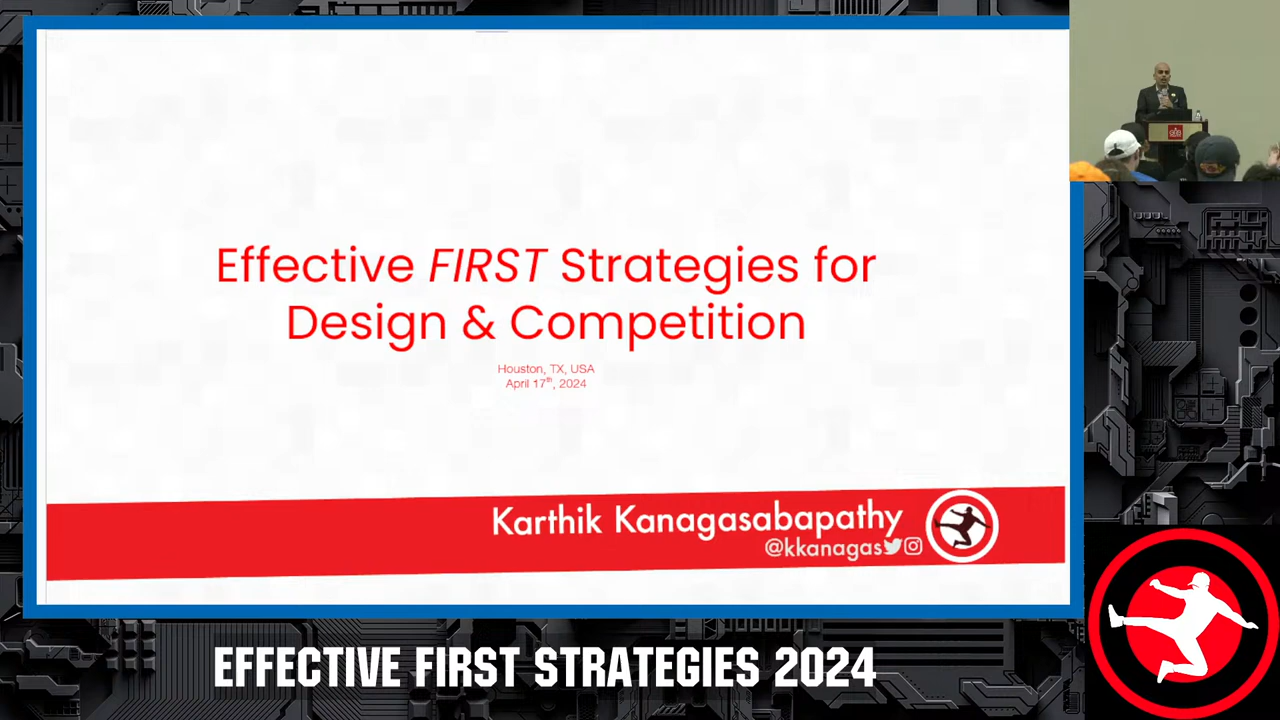 Effective FIRST Strategies for
Design & Competition
Houston, TX, USA
April 17th, 2024
Karthik Kanagasabapathy
@kkanagas
EFFECTIVE FIRST STRATEGIES 2024